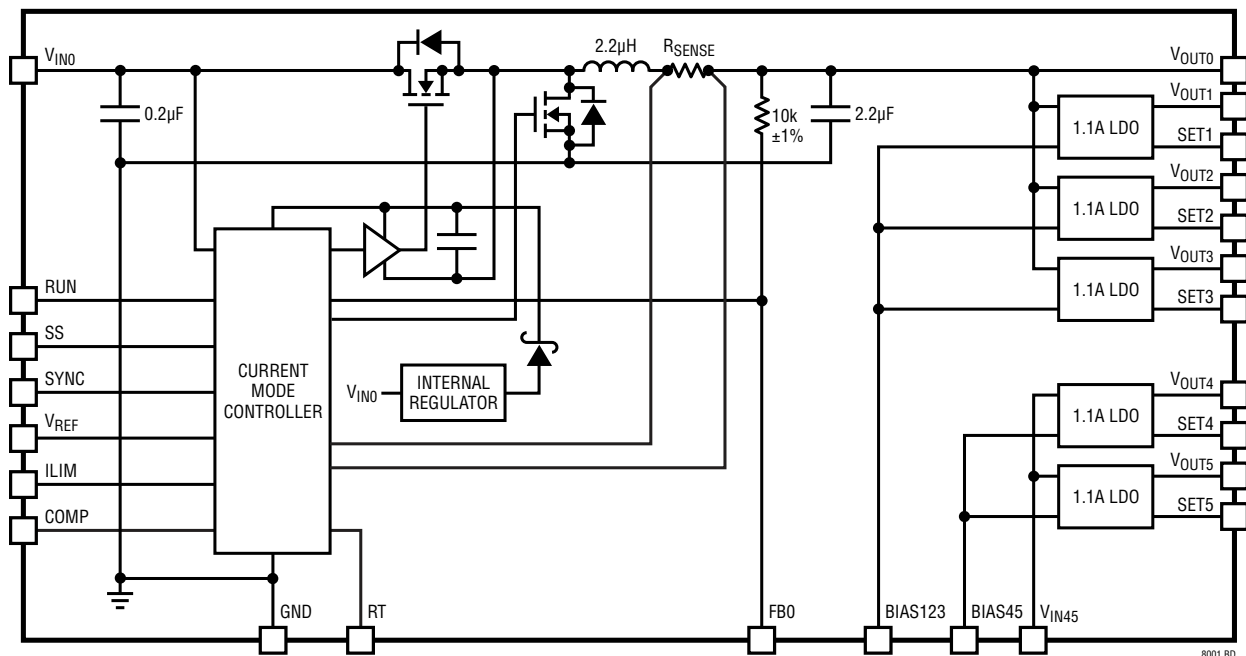 VIN0
0.2µF
2.2µH
RSENSE
10k
±1%
2.2µF
VOUT0
VOUT1
1.1A LDO
SET1
VOUT2
1.1A LDO
SET2
VOUT3
1.1A LDO
SET3
RUN
SS
SYNC
VREF
ILIM
COMP
CURRENT
MODE
CONTROLLER
VIN0
INTERNAL
REGULATOR
VOUT4
1.1A LDO
SET4
VOUT5
1.1A LDO
SET5
GND
RT
FB0
BIAS123
BIAS45
VIN45
8001 BD